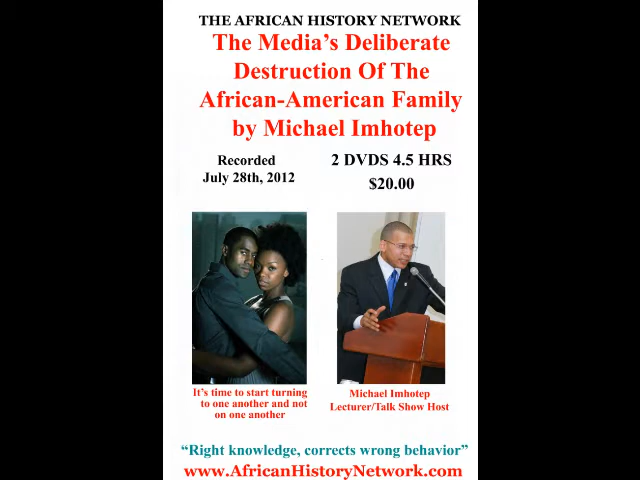 THE AFRICAN HISTORY NETWORK
The Media's Deliberate
Destruction Of The
African-American Family
by Michael Imhotep
Recorded
July 28th, 2012
2 DVDS 4.5 HRS
$20.00
It's time to start turning
to one another and not
on one another
Michael Imhotep
Lecturer/Talk Show Host
“Right knowledge, corrects wrong behavior”
www.AfricanHistoryNetwork.com